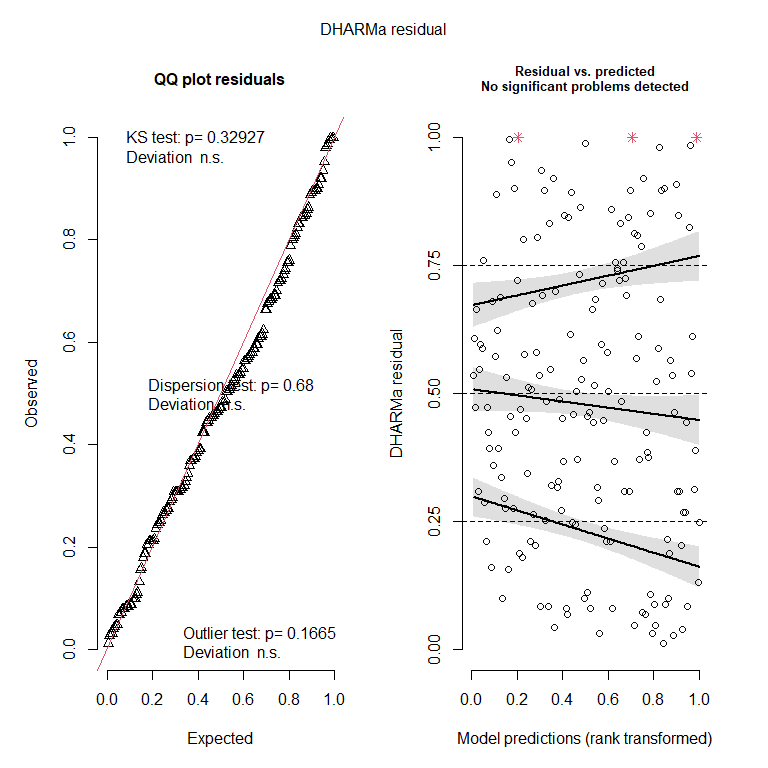 DHARMa residual
QQ plot residuals
KS test: p= 0.32927
Deviation n.s.
Dispersion test: p= 0.68
Deviation n.s.
Outlier test: p= 0.1665
Deviation n.s.
Observed
0.0 0.2 0.4 0.6 0.8 1.0
0.0 0.2 0.4 0.6 0.8 1.0
Expected
Residual vs. predicted
No significant problems detected
DHARMa residual
0.00 0.25 0.50 0.75 1.00
0.0 0.2 0.4 0.6 0.8 1.0
Model predictions (rank transformed)